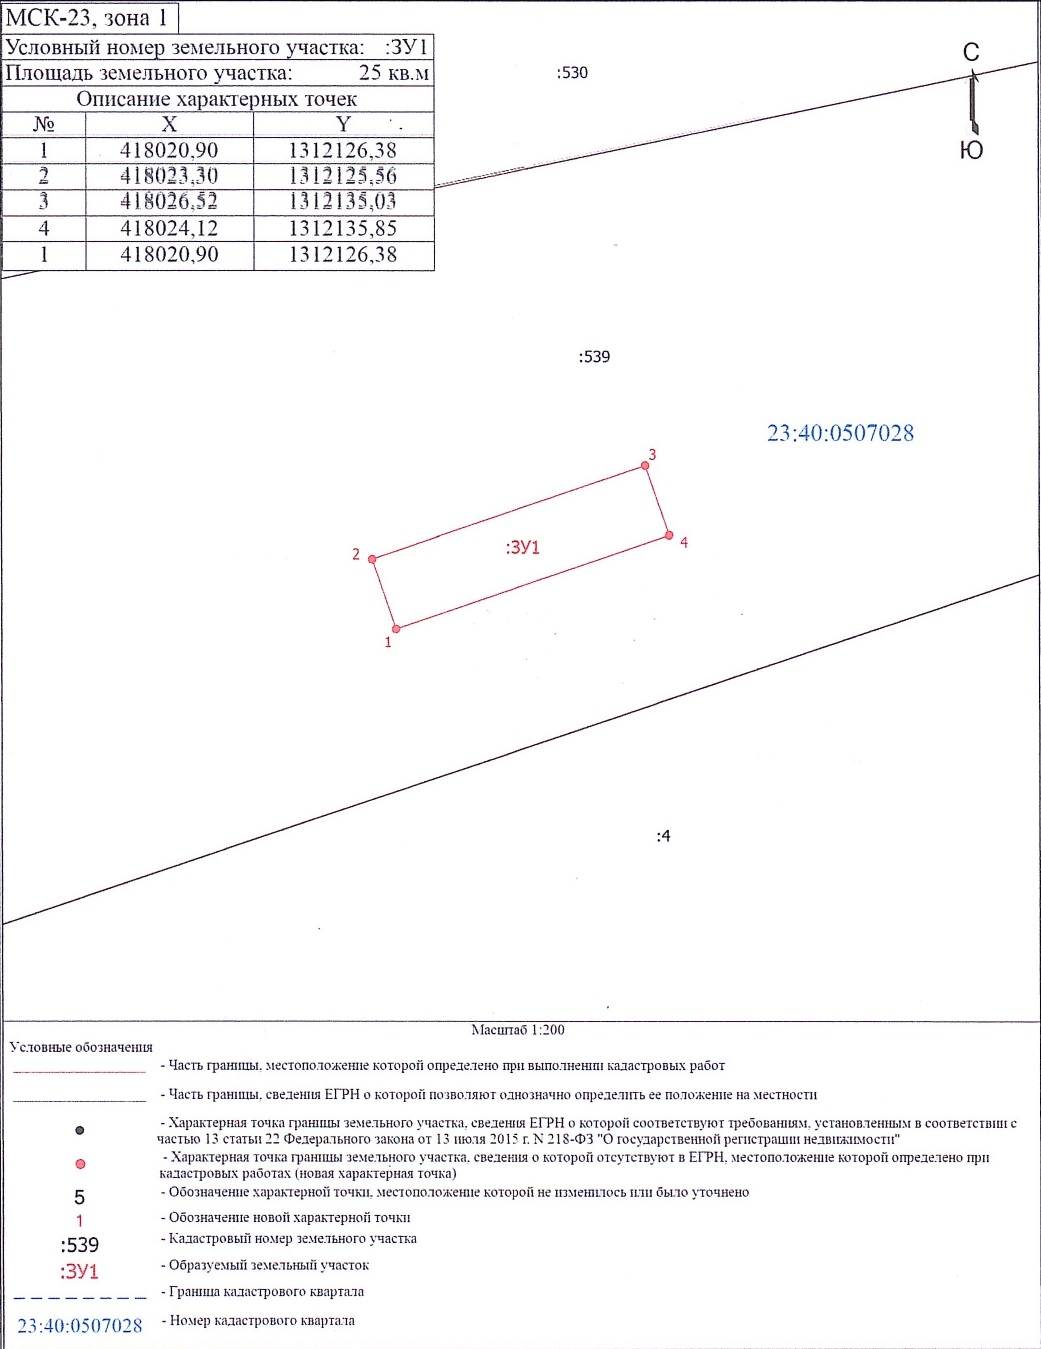 МСК-23, зона 1
Условный номер земельного участка: :ЗУ1
Площадь земельного участка: 25 кв.м
Описание характерных точек
№ X Y
1 418020,90 1312126,38
2 418023,30 1312125,56
3 418026,52 1312135,03
4 418024,12 1312135,85
1 418020,90 1312126,38
:530
С
Ю
:539
23:40:0507028
3
2
:ЗУ1
4
1
:4
Масштаб 1:200
Условные обозначения
- Часть границы, местоположение которой определено при выполнении кадастровых работ
- Часть границы, сведения ЕГРН о которой позволяют однозначно определить ее положение на местности
- Характерная точка границы земельного участка, сведения ЕГРН о которой соответствуют требованиям, установленным в соответствии с
частью 13 статьи 22 Федерального закона от 13 июля 2015 г. N 218-ФЗ "О государственной регистрации недвижимости"
- Характерная точка границы земельного участка, сведения о которой отсутствуют в ЕГРН, местоположение которой определено при
кадастровых работах (новая характерная точка)
5 - Обозначение характерной точки, местоположение которой не изменилось или было уточнено
1 - Обозначение новой характерной точки
:539 - Кадастровый номер земельного участка
:ЗУ1 - Образуемый земельный участок
- Граница кадастрового квартала
23:40:0507028 - Номер кадастрового квартала